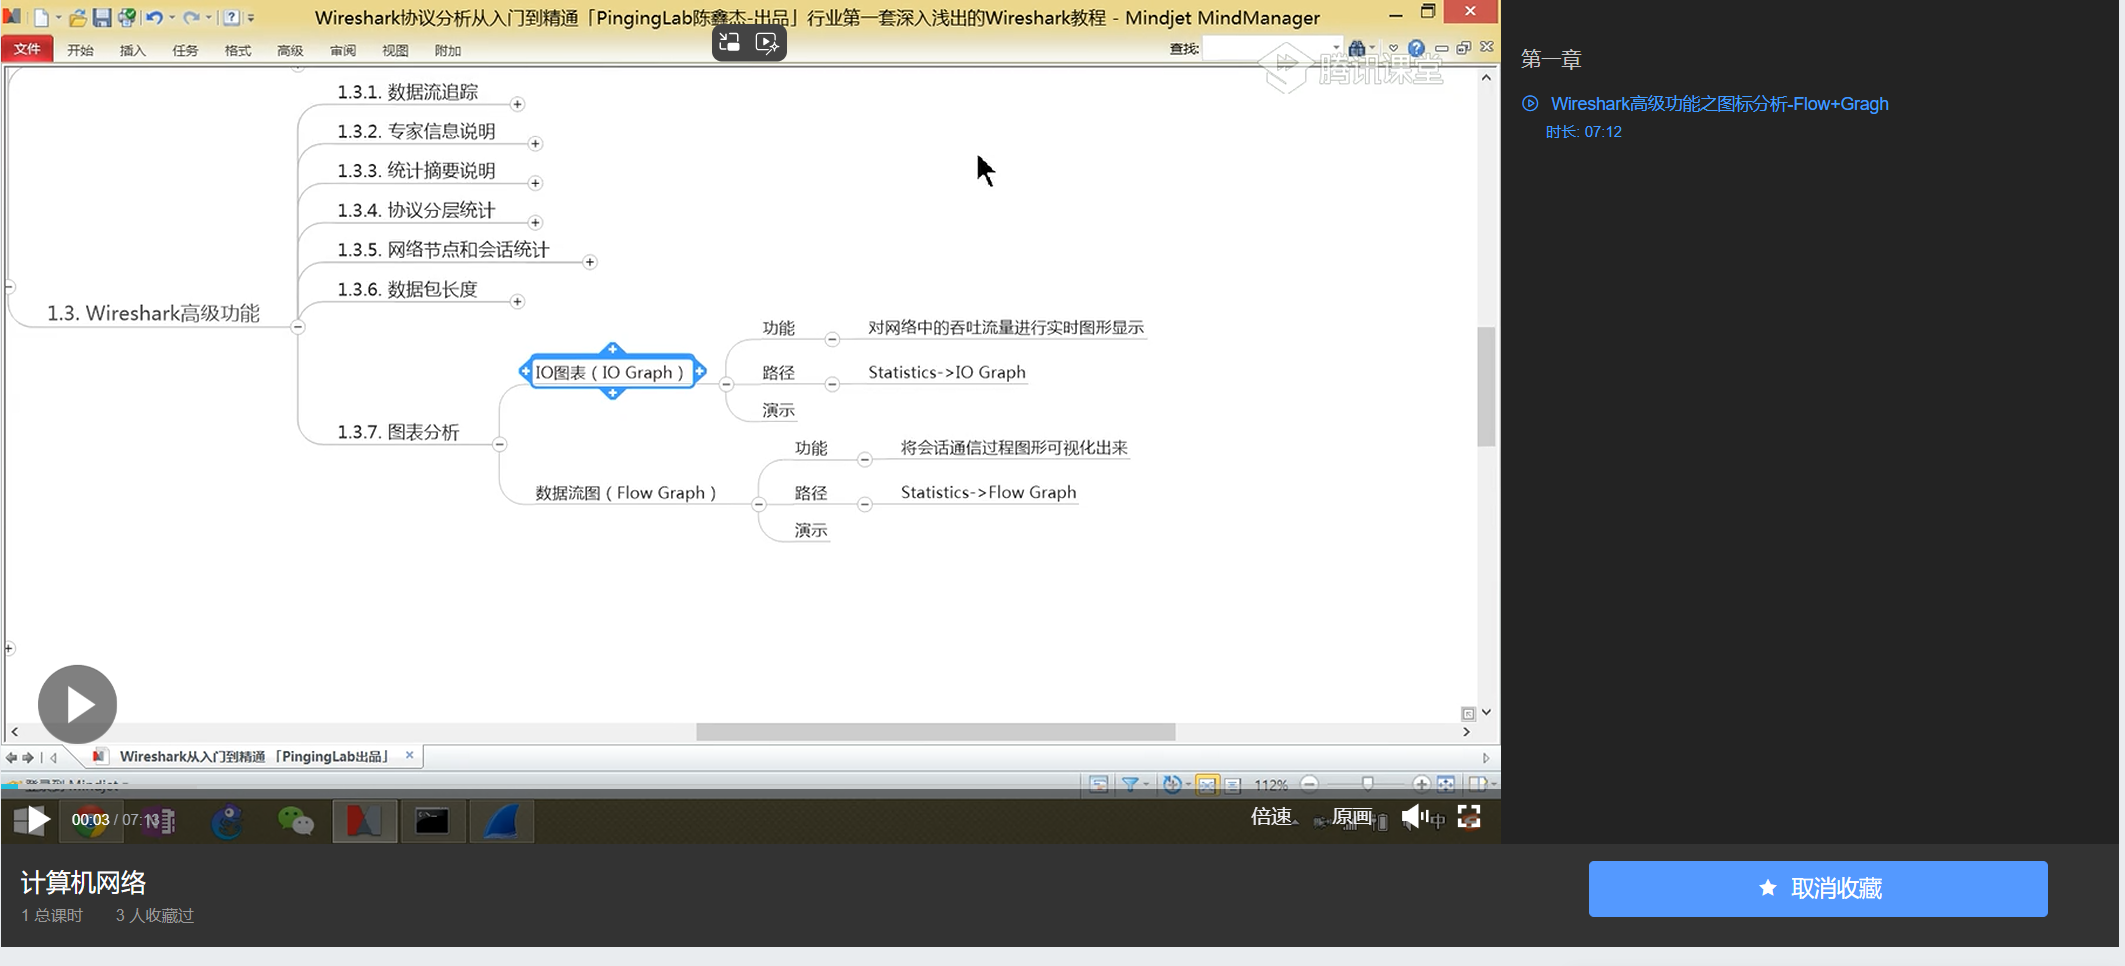 Wireshark协议分析从入门到精通「PingingLab陈鑫杰-出品」行业第一套深入浅出的Wireshark教程 - Mindjet MindManager
文件 开始 插入 任务 格式 高级 审阅 视图 附加 查找:
腾讯课堂
1.3.1. 数据流追踪
1.3.2. 专家信息说明
1.3.3. 统计摘要说明
1.3.4. 协议分层统计
1.3.5. 网络节点和会话统计
1.3.6. 数据包长度
1.3. Wireshark高级功能
功能 对网络中的吞吐流量进行实时图形显示
IO图表（IO Graph） 路径 Statistics->IO Graph
演示
1.3.7. 图表分析
功能 将会话通信过程图形可视化出来
数据流图（Flow Graph） 路径 Statistics->Flow Graph
演示
Wireshark从入门到精通 「PingingLab出品」
登录到 Mindjet
112%
00:03 / 07:13 倍速 原画 中
第一章
Wireshark高级功能之图标分析-Flow+Gragh
时长: 07:12
计算机网络
1 总课时 3 人收藏过
取消收藏